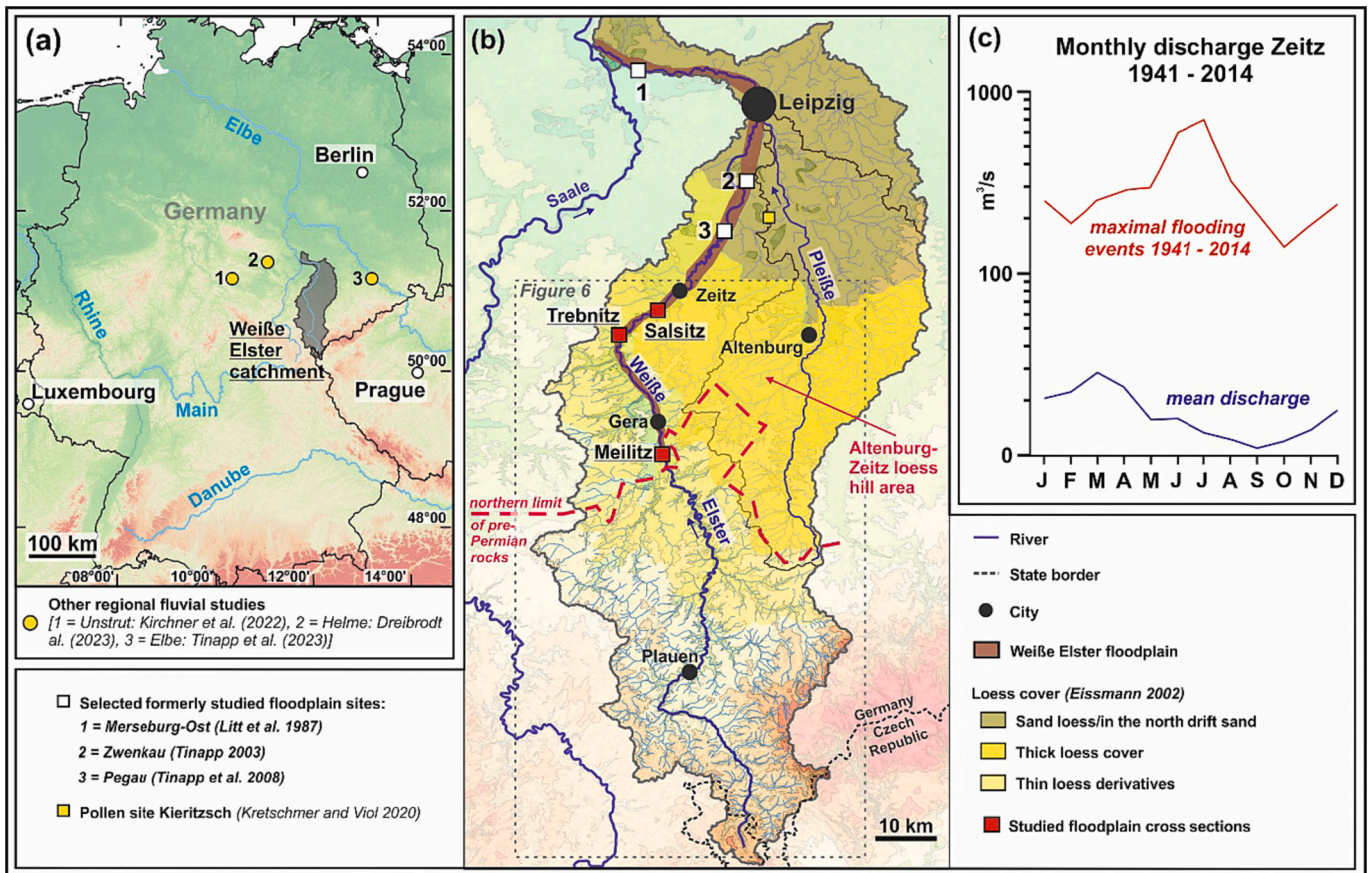 (a)
54°00
Elbe
Berlin
52°00
Germany
2
1
3
Rhine
Weiße
Elster
catchment
50°00
Luxembourg
Prague
Main
Danube
48°00
100 km
08°00' 10°00' 12°00' 14°00'
Other regional fluvial studies
[1 = Unstrut: Kirchner et al. (2022), 2 = Helme: Dreibrodt
al. (2023), 3 = Elbe: Tinapp et al. (2023)]
Selected formerly studied floodplain sites:
1 = Merseburg-Ost (Litt et al. 1987)
2 = Zwenkau (Tinapp 2003)
3 = Pegau (Tinapp et al. 2008)
Pollen site Kieritzsch (Kretschmer and Viol 2020)
(b)
1
Leipzig
2
Saale
3
Pleiße
Figure 6
Zeitz
Trebnitz
Salsitz
Altenburg
Weiße
Gera
Altenburg-
Zeitz loess
hill area
Meilitz
northern limit
of pre-
Permian
rocks
Elster
Plauen
Germany
Czech
Republic
10 km
(c)
Monthly discharge Zeitz
1941 - 2014
1000
m³/s
maximal flooding
events 1941 - 2014
100
mean discharge
0
J F M A M J J A S O N D
River
State border
City
Weiße Elster floodplain
Loess cover (Eissmann 2002)
Sand loess/in the north drift sand
Thick loess cover
Thin loess derivatives
Studied floodplain cross sections